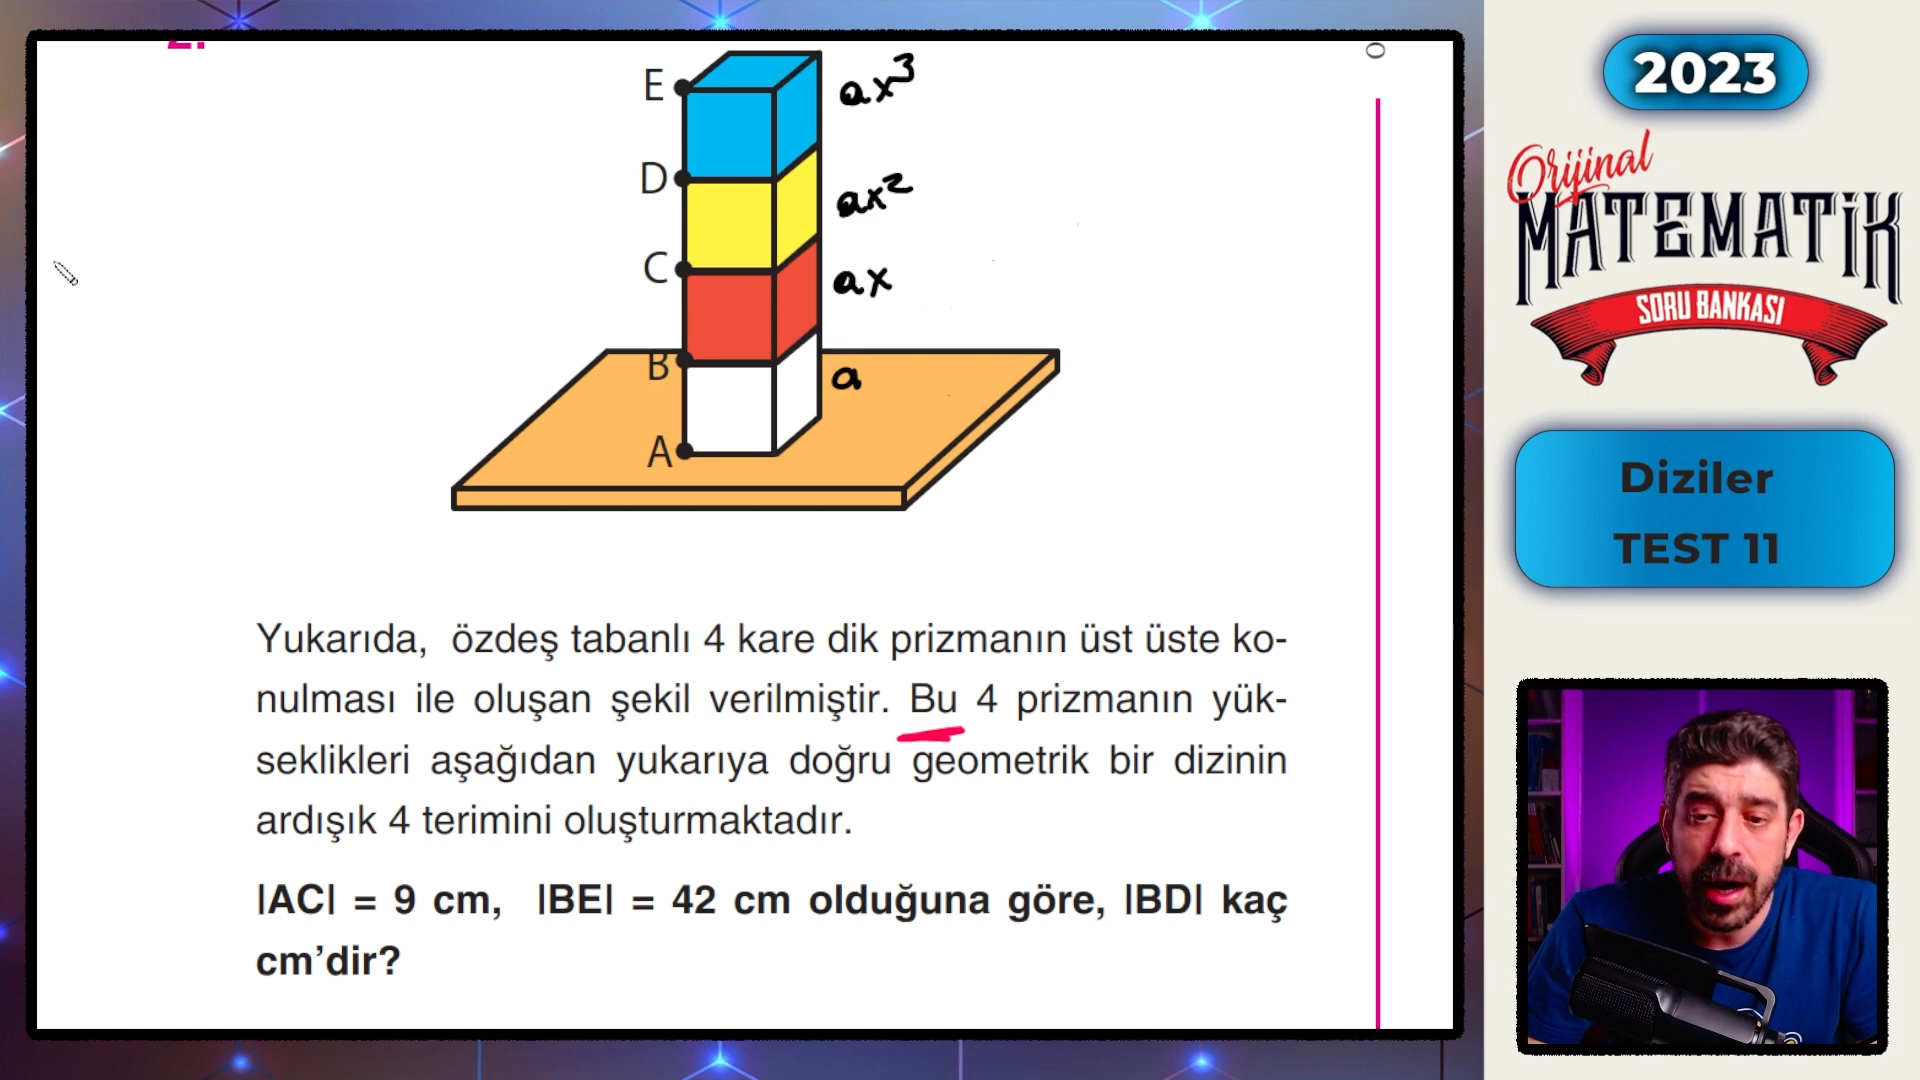 2.
E
ax³
D
ax²
C
ax
B
a
A
Yukarıda, özdeş tabanlı 4 kare dik prizmanın üst üste ko-
nulması ile oluşan şekil verilmiştir. Bu 4 prizmanın yük-
seklikleri aşağıdan yukarıya doğru geometrik bir dizinin
ardışık 4 terimini oluşturmaktadır.
|AC| = 9 cm, |BE| = 42 cm olduğuna göre, |BD| kaç
cm'dir?
2023
Orijinal
MATEMATİK
SORU BANKASI
Diziler
TEST 11